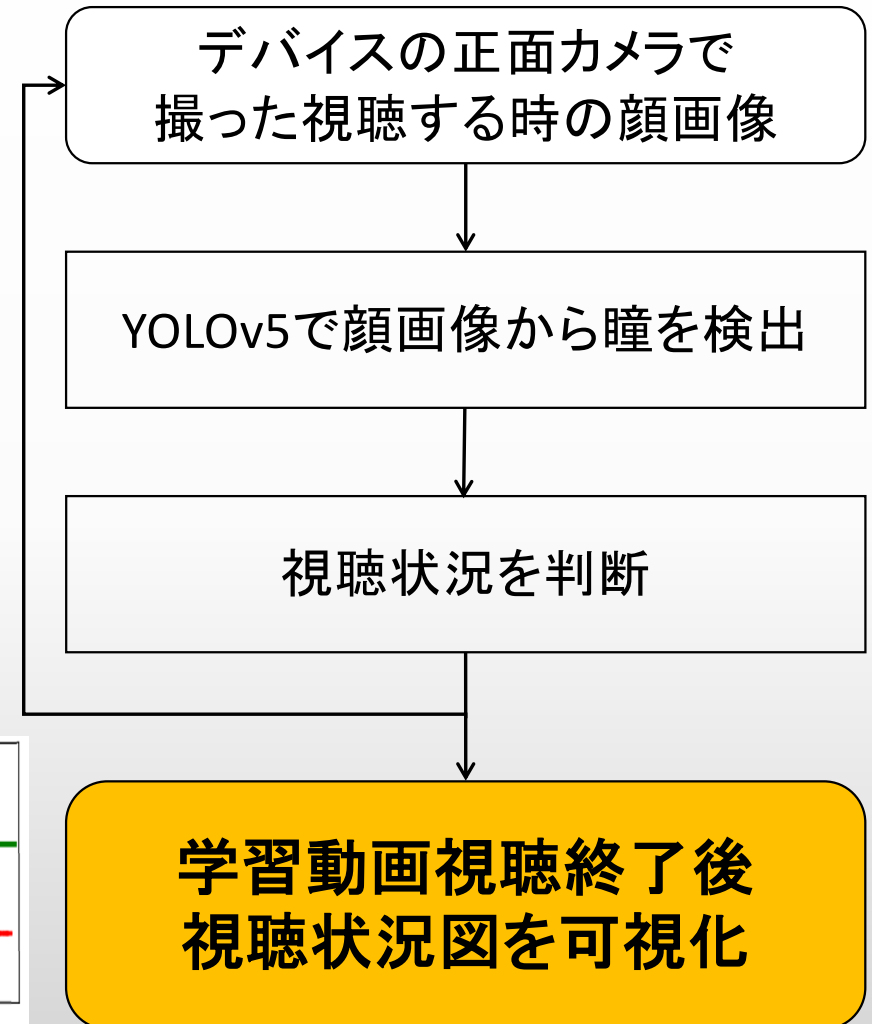 デバイスの正面カメラで
撮った視聴する時の顔画像
YOLOv5で顔画像から瞳を検出
視聴状況を判断
学習動画視聴終了後
視聴状況図を可視化